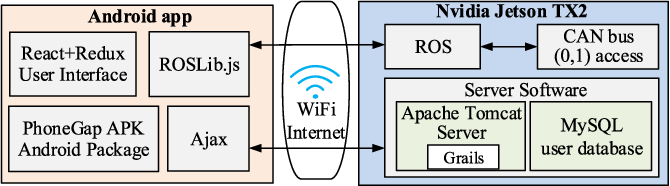 Android app
React+Redux
User Interface
ROSLib.js
PhoneGap APK
Android Package
Ajax
WiFi
Internet
Nvidia Jetson TX2
ROS
CAN bus
(0,1) access
Server Software
Apache Tomcat
Server
Grails
MySQL
user database